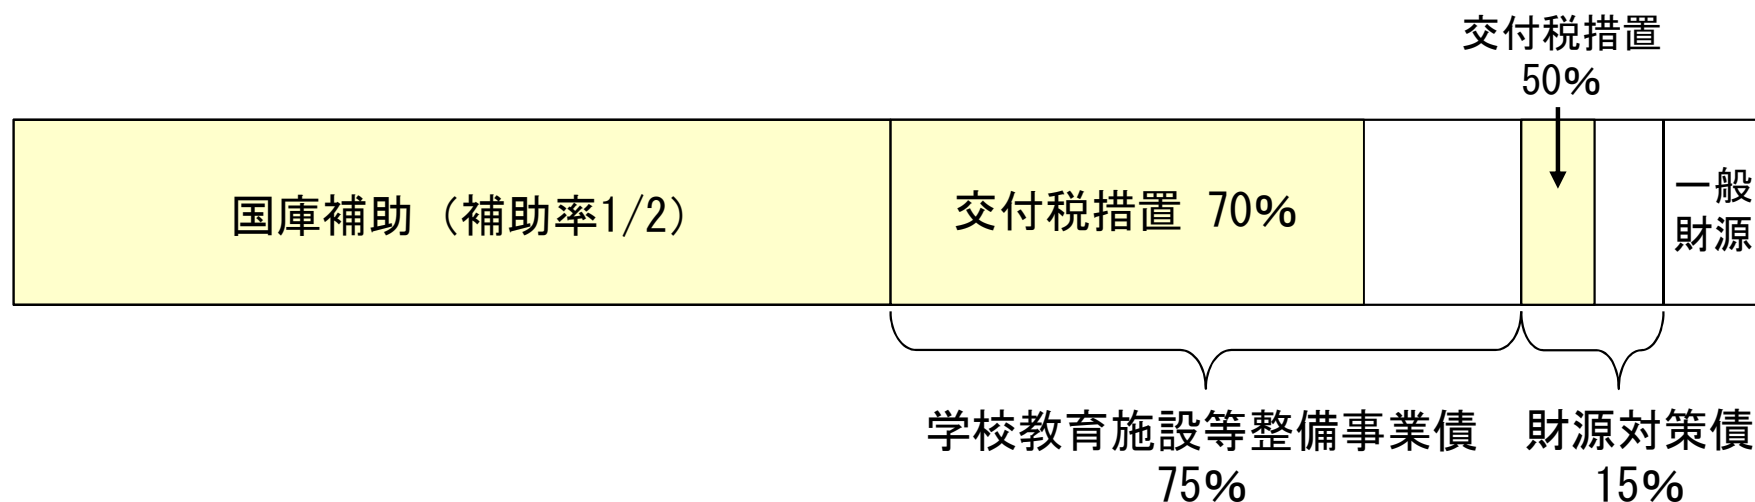 交付税措置
50%
国庫補助（補助率1/2）
交付税措置 70%
一般
財源
学校教育施設等整備事業債
75%
財源対策債
15%